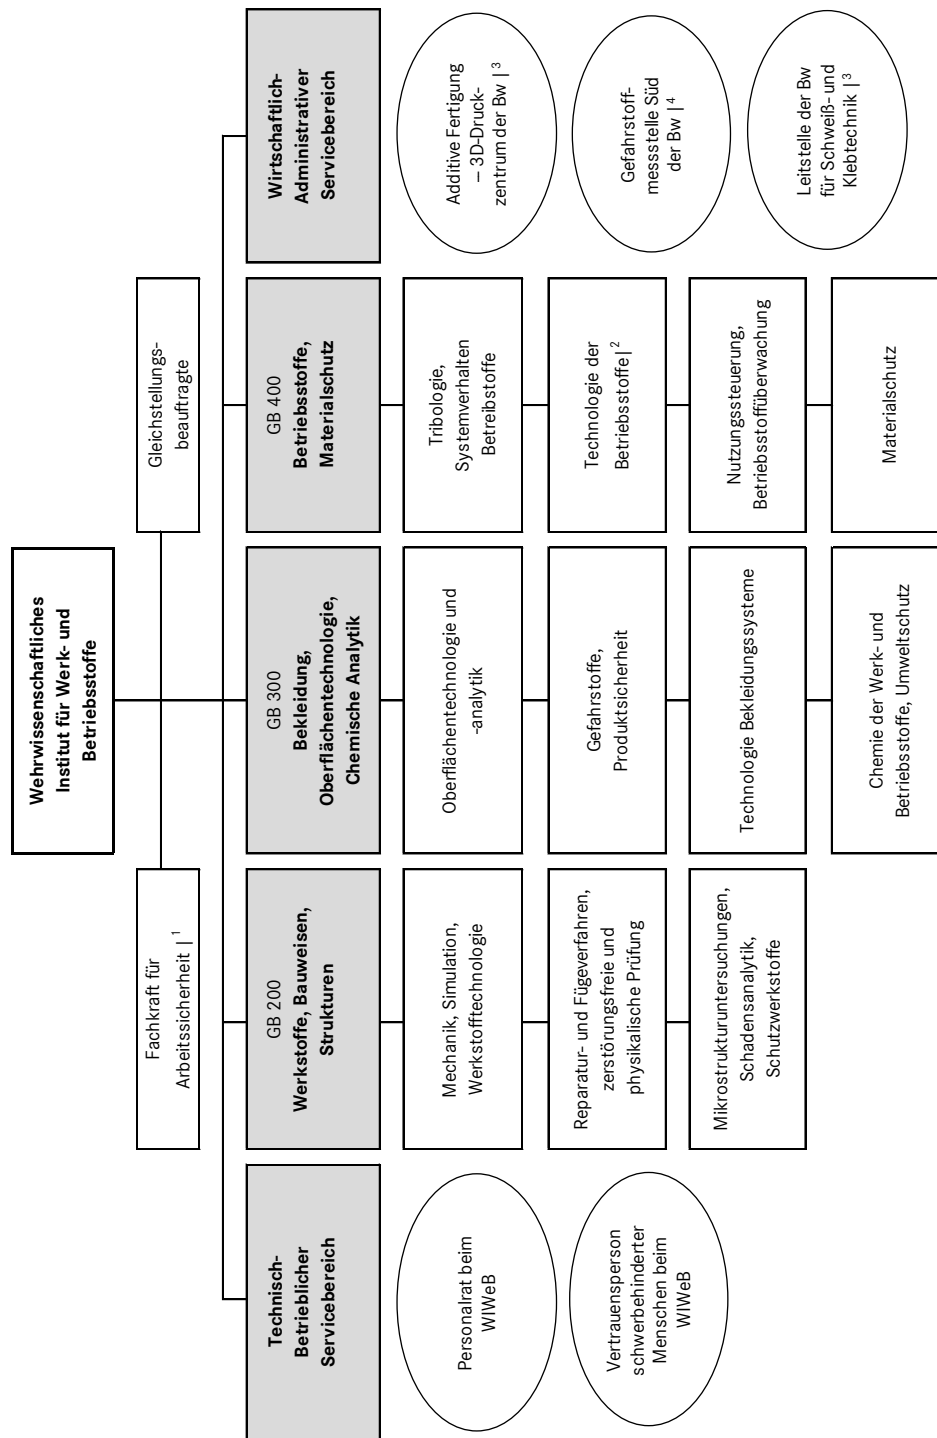 Wehrwissenschaftliches
Institut für Werk- und
Betriebsstoffe
Fachkraft für
Arbeitssicherheit | 1
Gleichstellungs-
beauftragte
Technisch-
Betrieblicher
Servicebereich
GB 200
Werkstoffe, Bauweisen,
Strukturen
GB 300
Bekleidung,
Oberflächentechnologie,
Chemische Analytik
GB 400
Betriebsstoffe,
Materialschutz
Wirtschaftlich-
Administrativer
Servicebereich
Personalrat beim
WIWeB
Vertrauensperson
schwerbehinderter
Menschen beim
WIWeB
Mechanik, Simulation,
Werkstofftechnologie
Reparatur- und Fügeverfahren,
zerstörungsfreie und
physikalische Prüfung
Mikrostrukturuntersuchungen,
Schadensanalytik,
Schutzwerkstoffe
Oberflächentechnologie und
-analytik
Gefahrstoffe,
Produktsicherheit
Technologie Bekleidungssysteme
Chemie der Werk- und
Betriebsstoffe, Umweltschutz
Tribologie,
Systemverhalten
Betreibstoffe
Technologie der
Betriebsstoffe| 2
Nutzungssteuerung,
Betriebsstoffüberwachung
Materialschutz
Additive Fertigung
– 3D-Druck-
zentrum der Bw | 3
Gefahrstoff-
messstelle Süd
der Bw | 4
Leitstelle der Bw
für Schweiß- und
Klebtechnik | 3